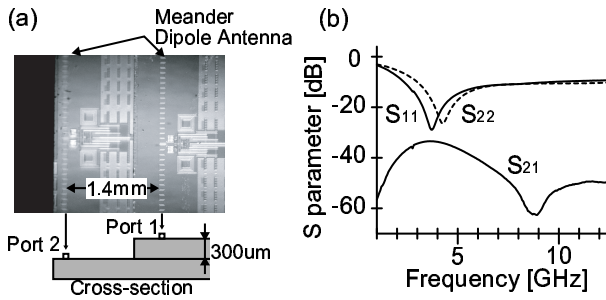 (a)
Meander
Dipole Antenna
1.4mm
Port 1
Port 2
300um
Cross-section
(b)
S parameter [dB]
0
-20
-40
-60
S11
S22
S21
5
10
Frequency [GHz]